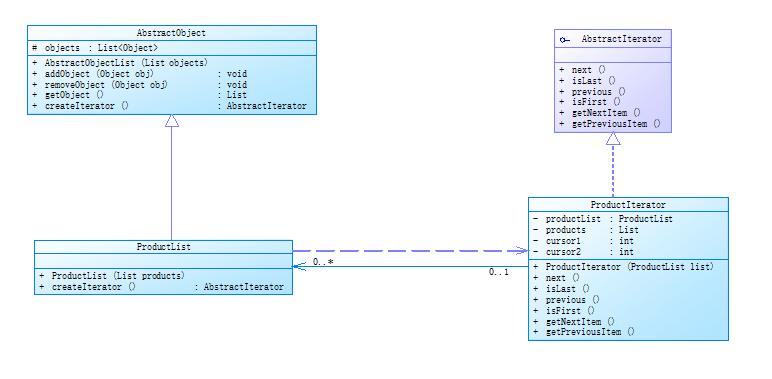 AbstractObject
# objects : List<Object>
+ AbstractObjectList (List objects)
+ addObject (Object obj) : void
+ removeObject (Object obj) : void
+ getObject () : List
+ createIterator () : AbstractIterator
AbstractIterator
+ next ()
+ isLast ()
+ previous ()
+ isFirst ()
+ getNextItem ()
+ getPreviousItem ()
ProductList
+ ProductList (List products)
+ createIterator () : AbstractIterator
0..*
0..1
ProductIterator
- productList : ProductList
- products : List
- cursor1 : int
- cursor2 : int
+ ProductIterator (ProductList list)
+ next ()
+ isLast ()
+ previous ()
+ isFirst ()
+ getNextItem ()
+ getPreviousItem ()